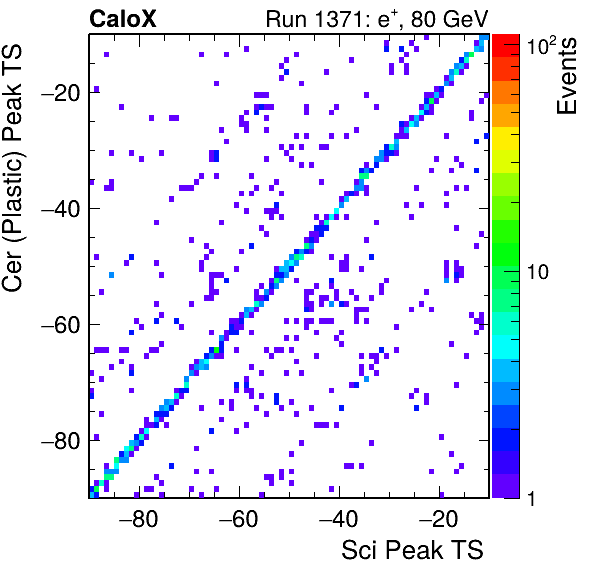 CaloX Run 1371: e⁺, 80 GeV
Cer (Plastic) Peak TS
−20
−40
−60
−80
−80 −60 −40 −20
Sci Peak TS
10²
10
1
Events